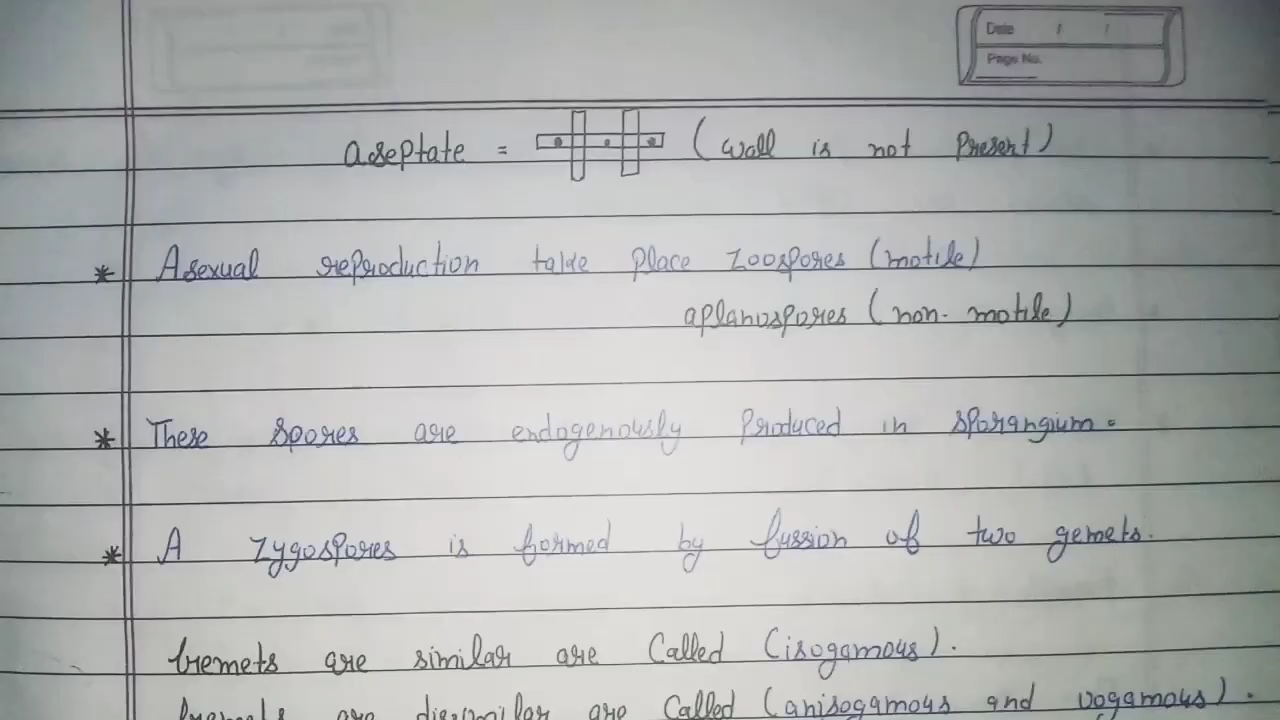 Date / /
Page No.
aseptate = (wall is not Present)
* Asexual reproduction take place zoospores (motile)
aplanospores (non-motile)
* These spores are endogenously Produced in sporangium.
* A zygospores is formed by fussion of two gemets.
Gemets are similar are Called (isogamous).
are dissimilar are Called (anisogamous and oogamous).